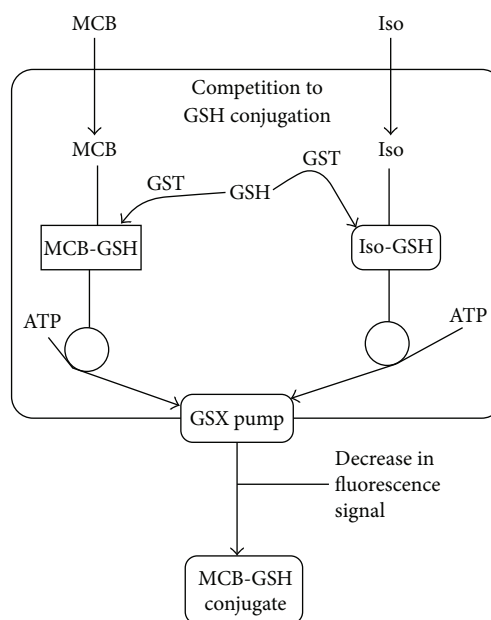 MCB
Iso
Competition to
GSH conjugation
MCB
Iso
GST
GSH
GST
MCB-GSH
Iso-GSH
ATP
ATP
GSX pump
Decrease in
fluorescence
signal
MCB-GSH
conjugate